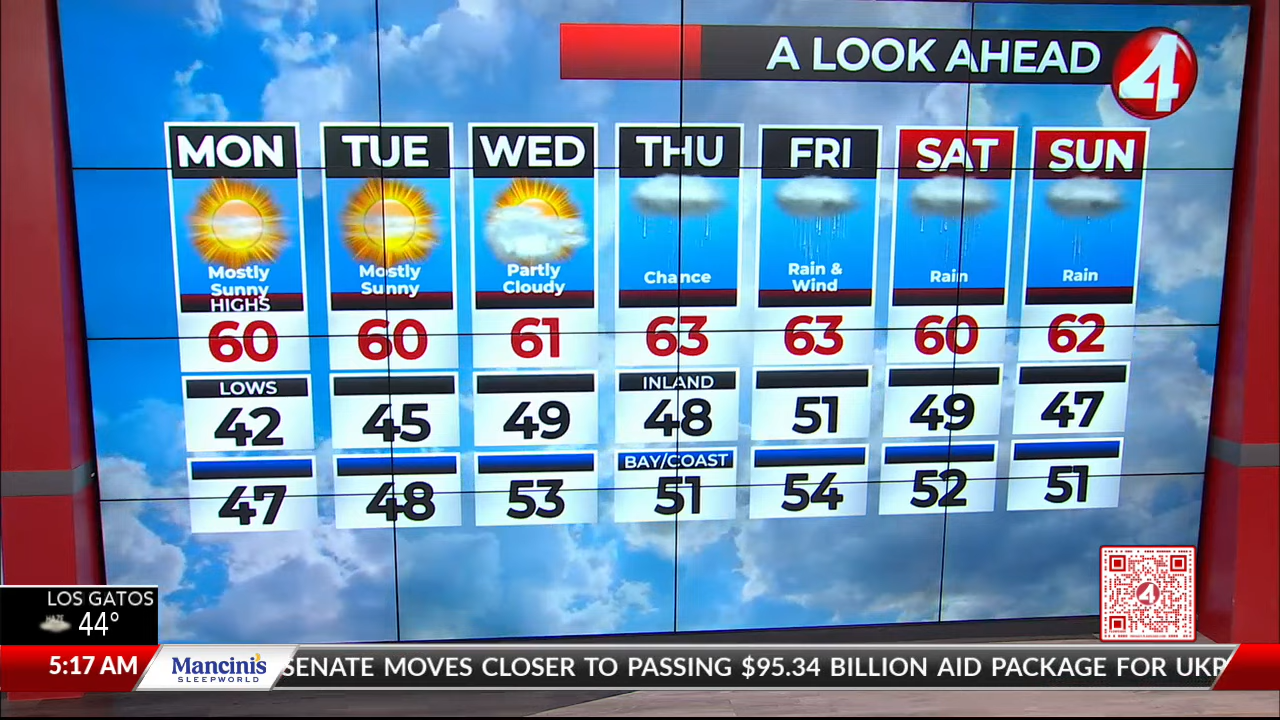 A LOOK AHEAD
4
MON TUE WED THU FRI SAT SUN
Mostly Sunny
Mostly Sunny
Partly Cloudy
Chance
Rain & Wind
Rain
Rain
HIGHS
60 60 61 63 63 60 62
LOWS INLAND
42 45 49 48 51 49 47
BAY/COAST
47 48 53 51 54 52 51
LOS GATOS
HAZE
44°
4
5:17 AM
Mancini's
SLEEPWORLD
SENATE MOVES CLOSER TO PASSING $95.34 BILLION AID PACKAGE FOR UKR